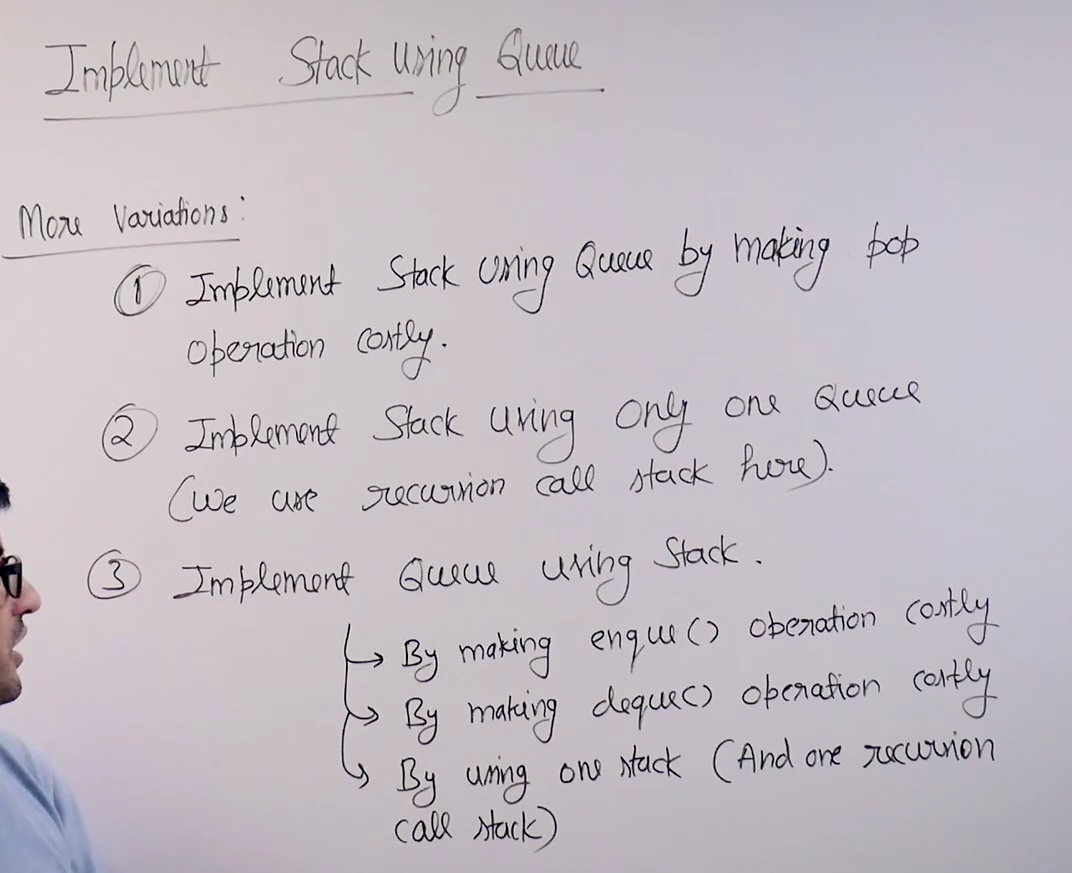 Implement Stack Using Queue
More Variations:
① Implement Stack Using Queue by making pop
operation costly.
② Implement Stack Using Only one Queue
(We use recursion call stack here).
③ Implement Queue using Stack.
↳ By making enque() operation costly
↳ By making deque() operation costly
↳ By using one stack (And one recursion
call stack)